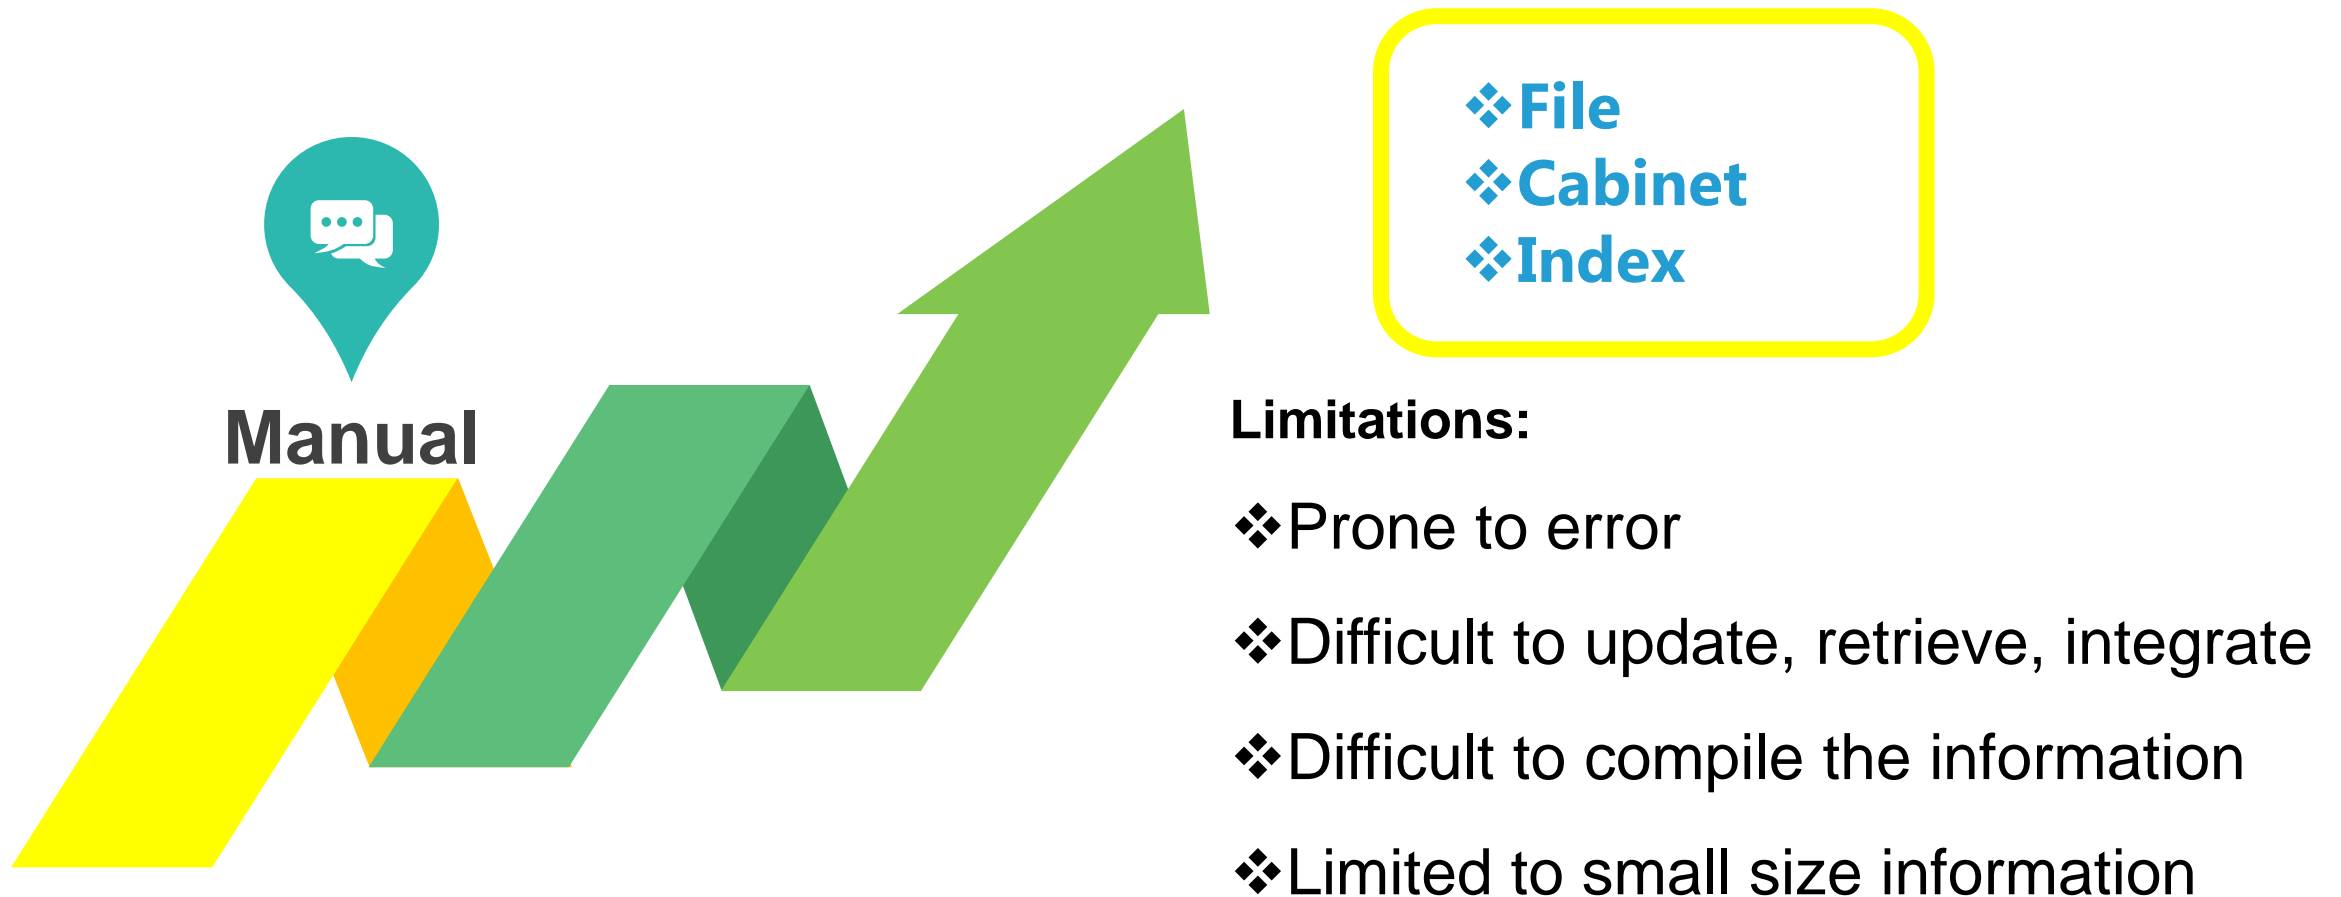 Manual
❖File
❖Cabinet
❖Index
Limitations:
❖Prone to error
❖Difficult to update, retrieve, integrate
❖Difficult to compile the information
❖Limited to small size information